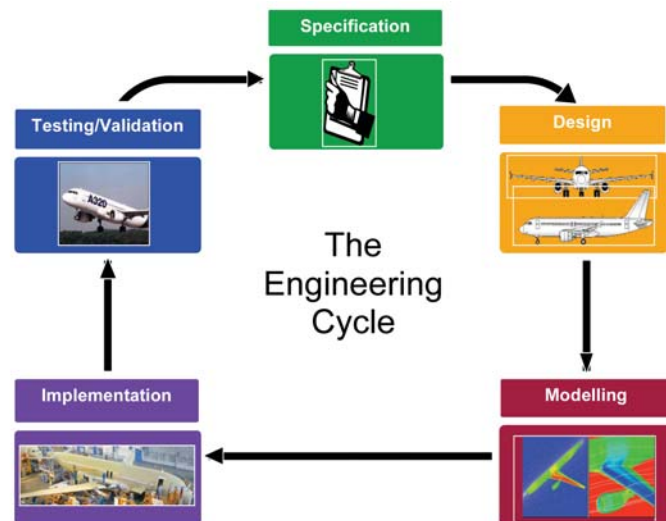 Specification
Testing/Validation
Design
A320
The
Engineering
Cycle
Implementation
Modelling